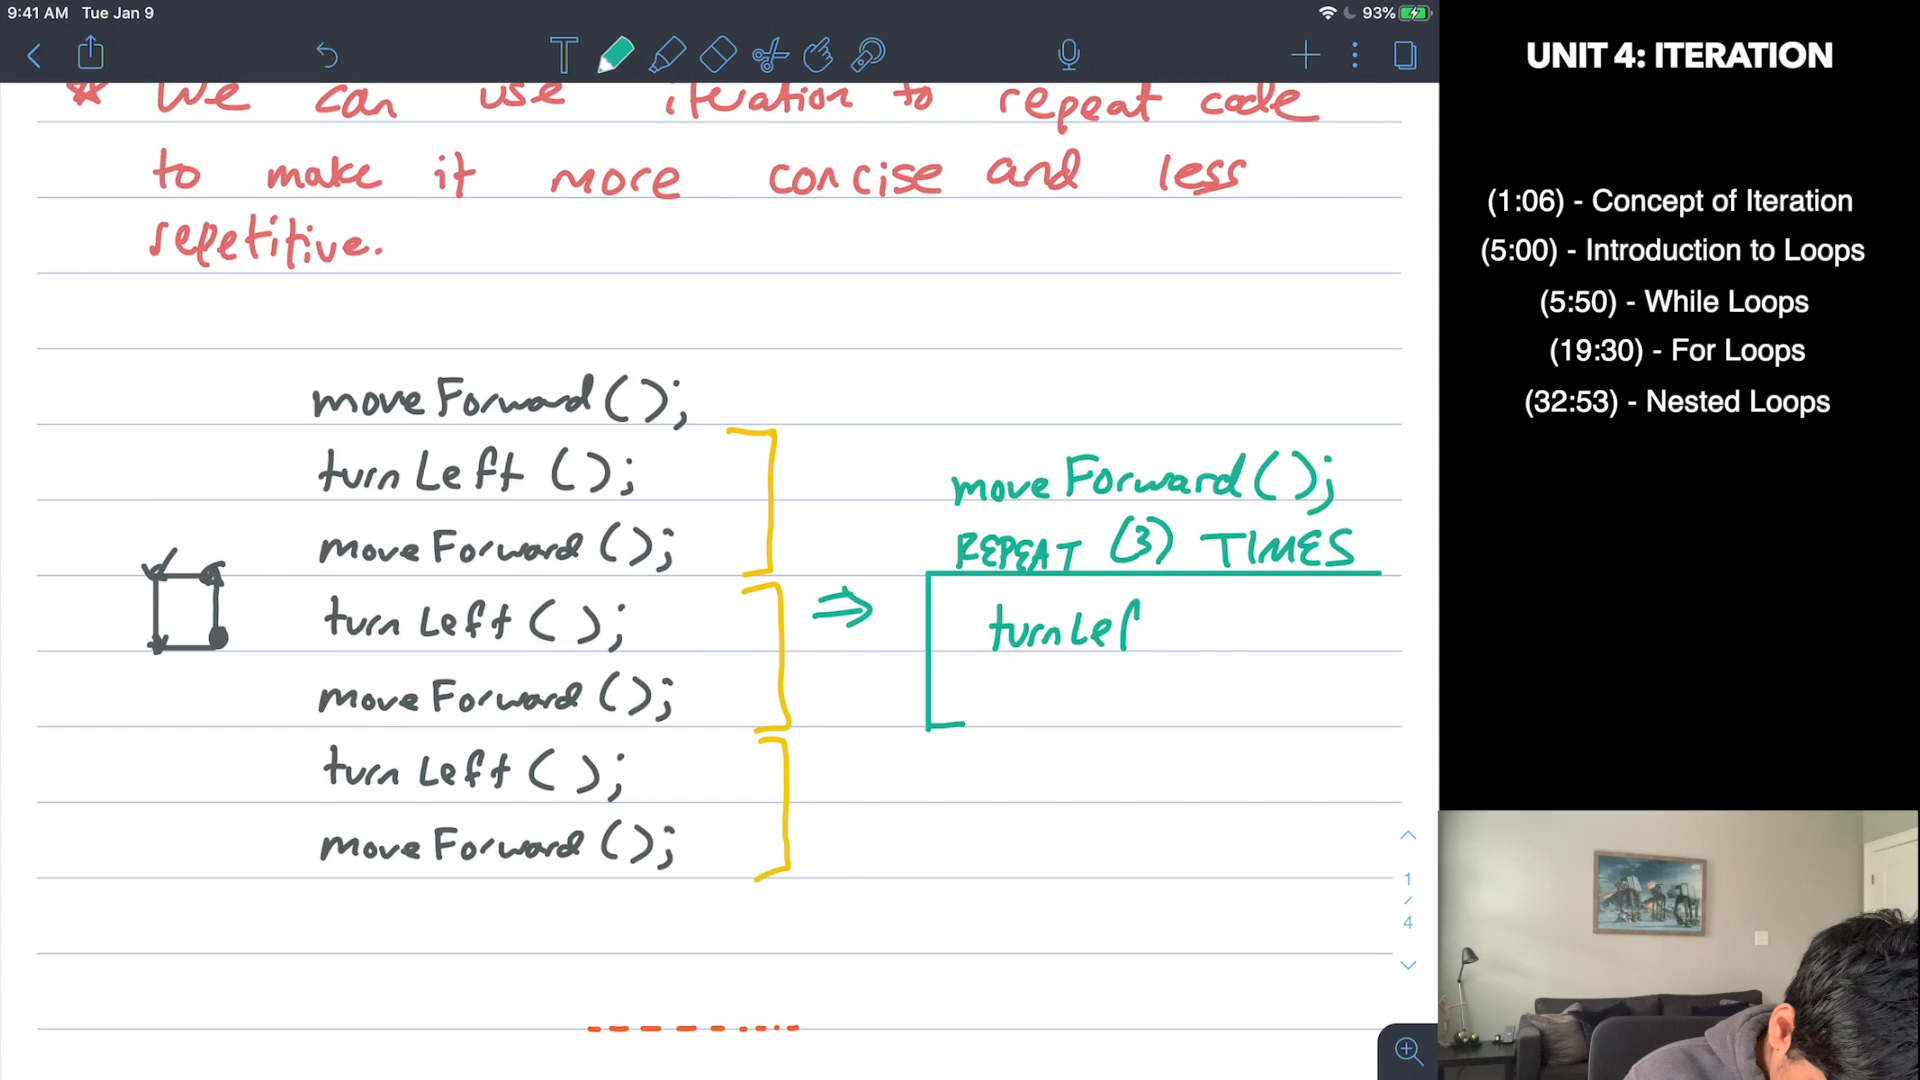 9:41 AM Tue Jan 9
93%
T
We can use iteration to repeat code
to make it more concise and less
repetitive.
moveForward();
turnLeft();
moveForward();
turnLeft();
moveForward();
turnLeft();
moveForward();
moveForward();
REPEAT (3) TIMES
turnLef
1
/
4
UNIT 4: ITERATION
(1:06) - Concept of Iteration
(5:00) - Introduction to Loops
(5:50) - While Loops
(19:30) - For Loops
(32:53) - Nested Loops